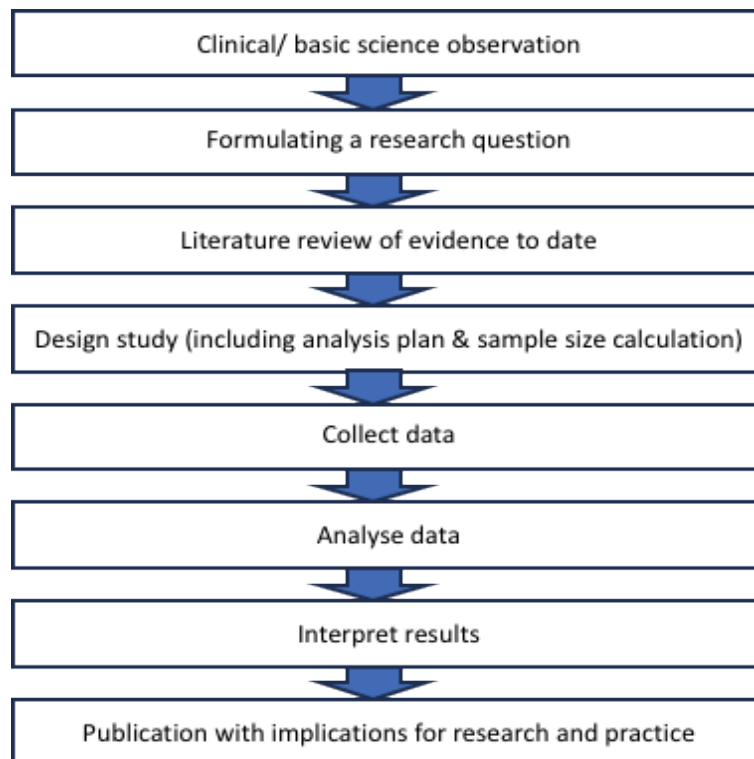 Clinical/ basic science observation
Formulating a research question
Literature review of evidence to date
Design study (including analysis plan & sample size calculation)
Collect data
Analyse data
Interpret results
Publication with implications for research and practice